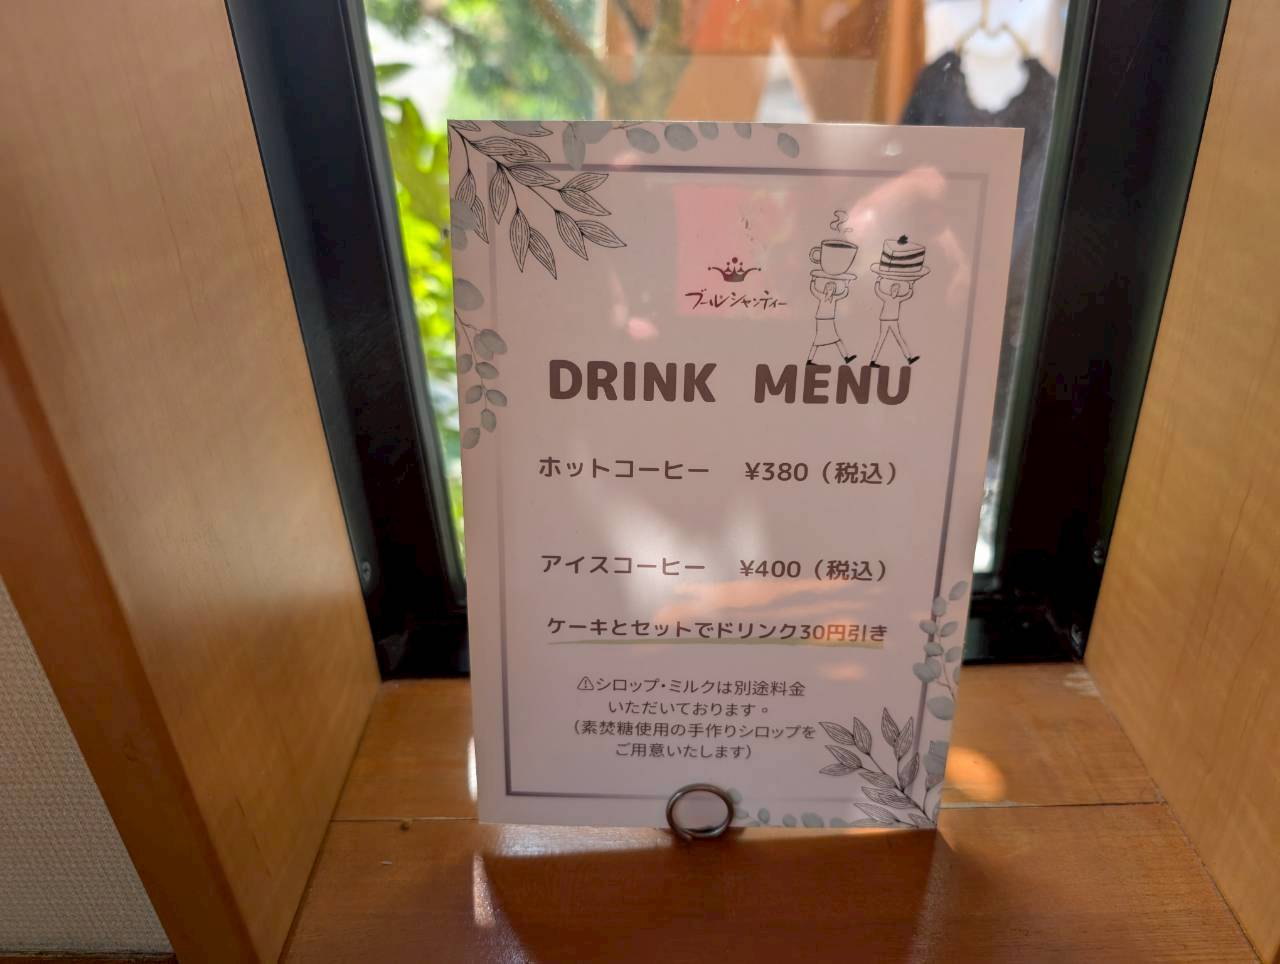 ブールシャンティー
DRINK MENU
ホットコーヒー ¥380（税込）
アイスコーヒー ¥400（税込）
ケーキとセットでドリンク30円引き
⚠シロップ・ミルクは別途料金
いただいております。
（素焚糖使用の手作りシロップを
ご用意いたします）